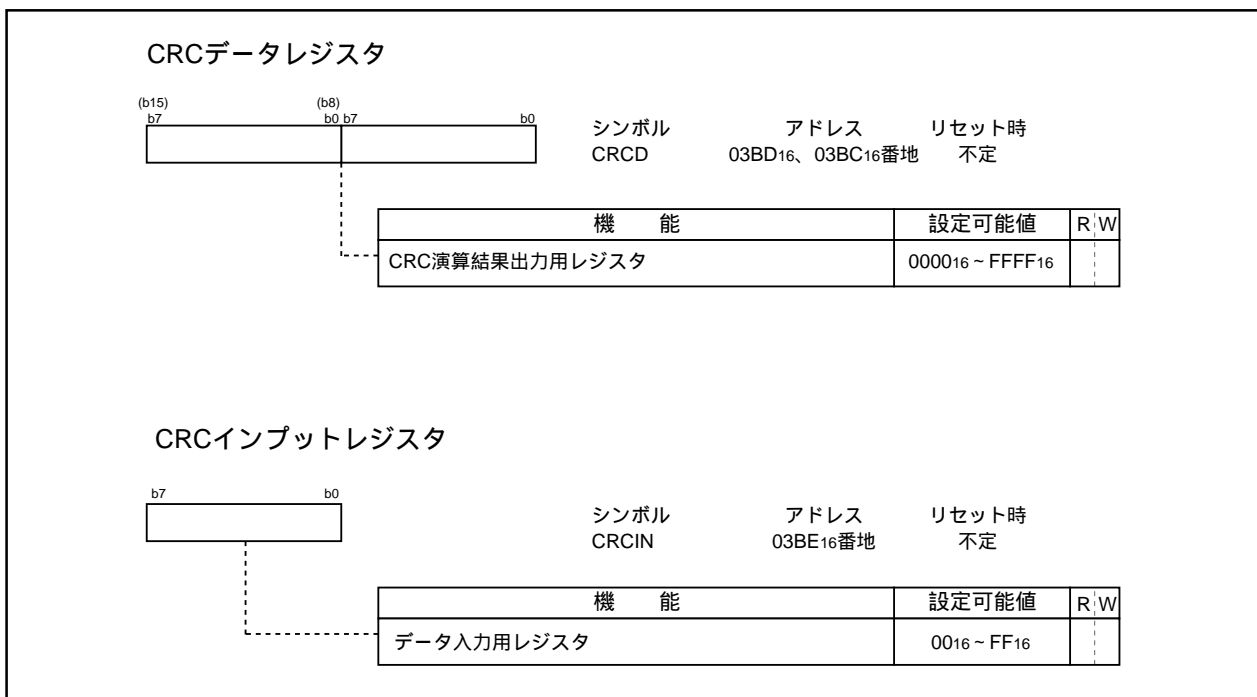 CRCデータレジスタ
(b15) (b8)
b7 b0 b7 b0
シンボル アドレス リセット時
CRCD 03BD16、03BC16番地 不定
機 能 設定可能値 R W
CRC演算結果出力用レジスタ 000016 ~ FFFF16
CRCインプットレジスタ
b7 b0
シンボル アドレス リセット時
CRCIN 03BE16番地 不定
機 能 設定可能値 R W
データ入力用レジスタ 0016 ~ FF16